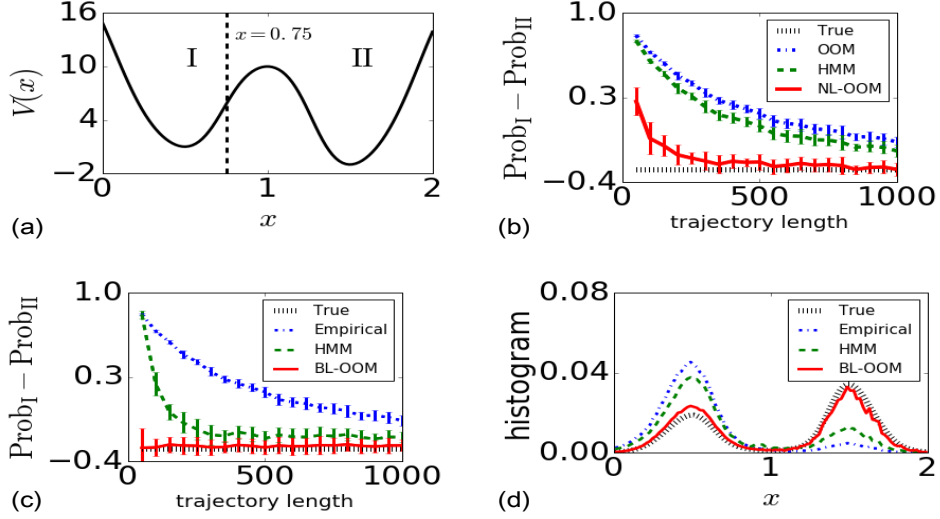 16
10
4
−2
V(x)
I
x=0.75
II
0
1
2
x
(a)
1.0
0.3
−0.4
Prob_I − Prob_II
True
OOM
HMM
NL-OOM
0
500
1000
trajectory length
(b)
1.0
0.3
−0.4
Prob_I − Prob_II
True
Empirical
HMM
BL-OOM
0
500
1000
trajectory length
(c)
0.08
0.04
0.00
histogram
True
Empirical
HMM
BL-OOM
0
1
2
x
(d)